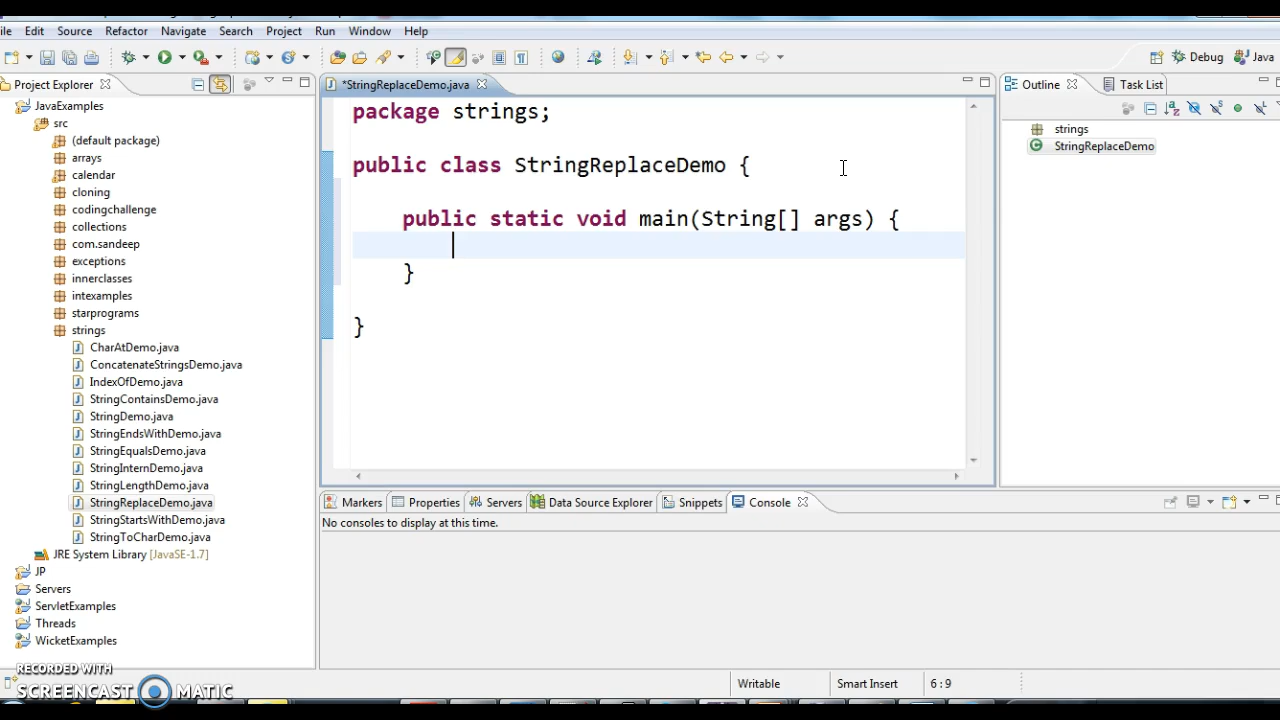 ile Edit Source Refactor Navigate Search Project Run Window Help
Debug Java
Project Explorer
JavaExamples
src
(default package)
arrays
calendar
cloning
codingchallenge
collections
com.sandeep
exceptions
innerclasses
intexamples
starprograms
strings
CharAtDemo.java
ConcatenateStringsDemo.java
IndexOfDemo.java
StringContainsDemo.java
StringDemo.java
StringEndsWithDemo.java
StringEqualsDemo.java
StringInternDemo.java
StringLengthDemo.java
StringReplaceDemo.java
StringStartsWithDemo.java
StringToCharDemo.java
JRE System Library [JavaSE-1.7]
JP
Servers
ServletExamples
Threads
WicketExamples
*StringReplaceDemo.java
package strings;
public class StringReplaceDemo {
public static void main(String[] args) {
}
}
Outline Task List
strings
StringReplaceDemo
Markers Properties Servers Data Source Explorer Snippets Console
No consoles to display at this time.
Writable Smart Insert 6 : 9
RECORDED WITH
SCREENCAST MATIC